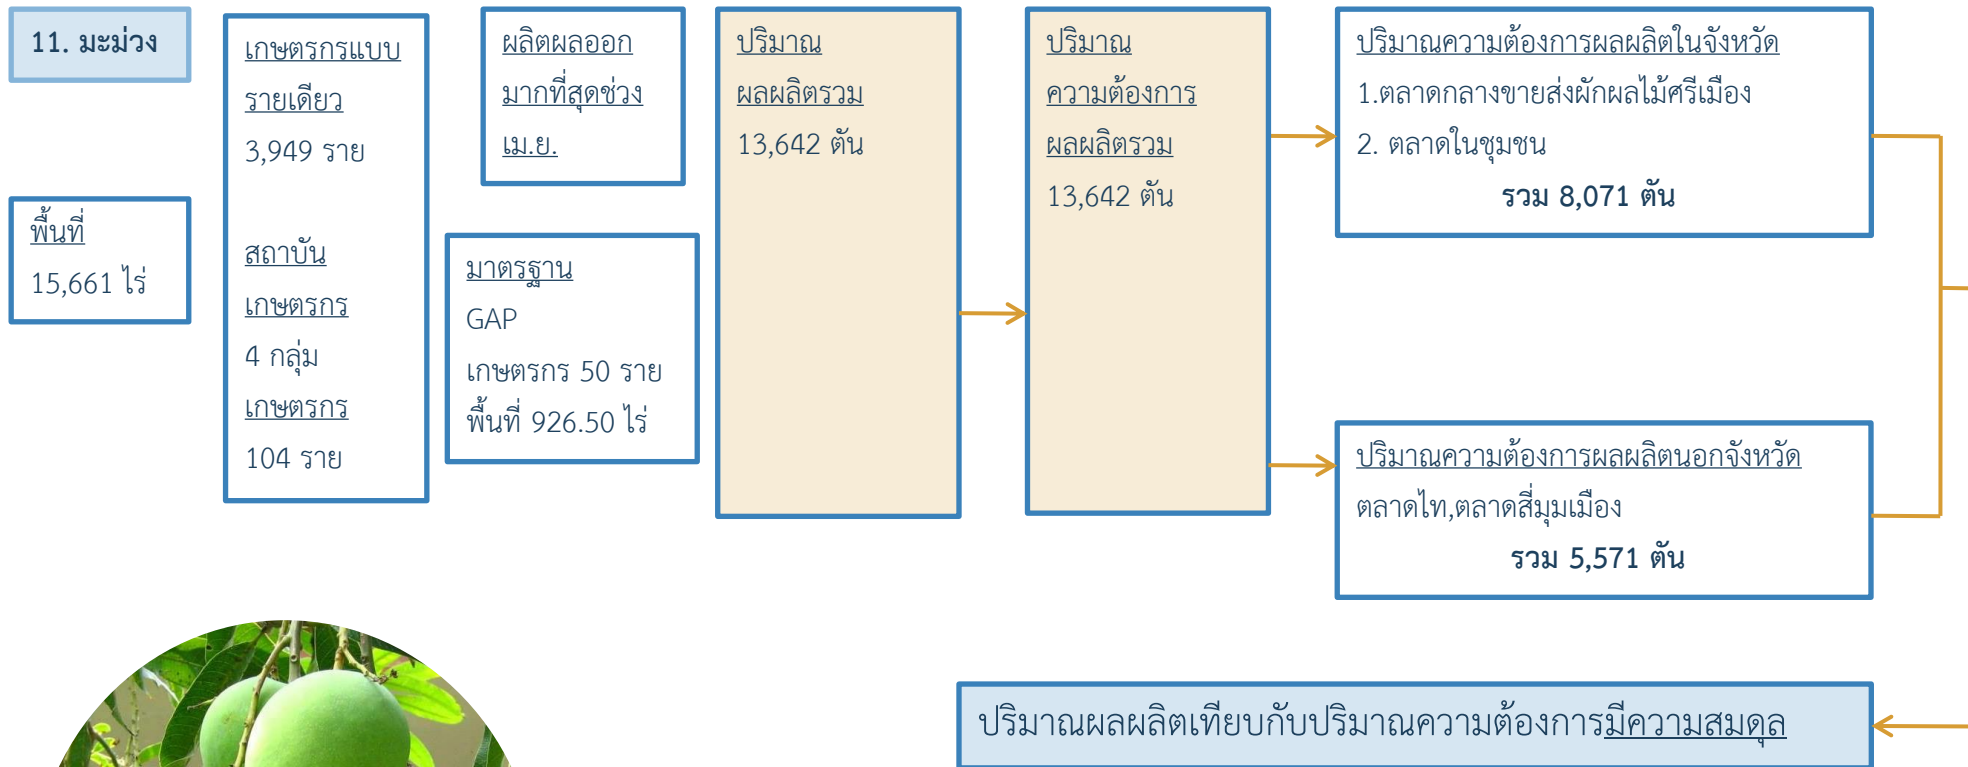 11. มะม่วง
พื้นที่
15,661 ไร่
เกษตรกรแบบ
รายเดียว
3,949 ราย
สถาบัน
เกษตรกร
4 กลุ่ม
เกษตรกร
104 ราย
ผลิตผลออก
มากที่สุดช่วง
เม.ย.
มาตรฐาน
GAP
เกษตรกร 50 ราย
พื้นที่ 926.50 ไร่
ปริมาณ
ผลผลิตรวม
13,642 ตัน
ปริมาณ
ความต้องการ
ผลผลิตรวม
13,642 ตัน
ปริมาณความต้องการผลผลิตในจังหวัด
1.ตลาดกลางขายส่งผักผลไม้ศรีเมือง
2. ตลาดในชุมชน
รวม 8,071 ตัน
ปริมาณความต้องการผลผลิตนอกจังหวัด
ตลาดไท,ตลาดสี่มุมเมือง
รวม 5,571 ตัน
ปริมาณผลผลิตเทียบกับปริมาณความต้องการมีความสมดุล